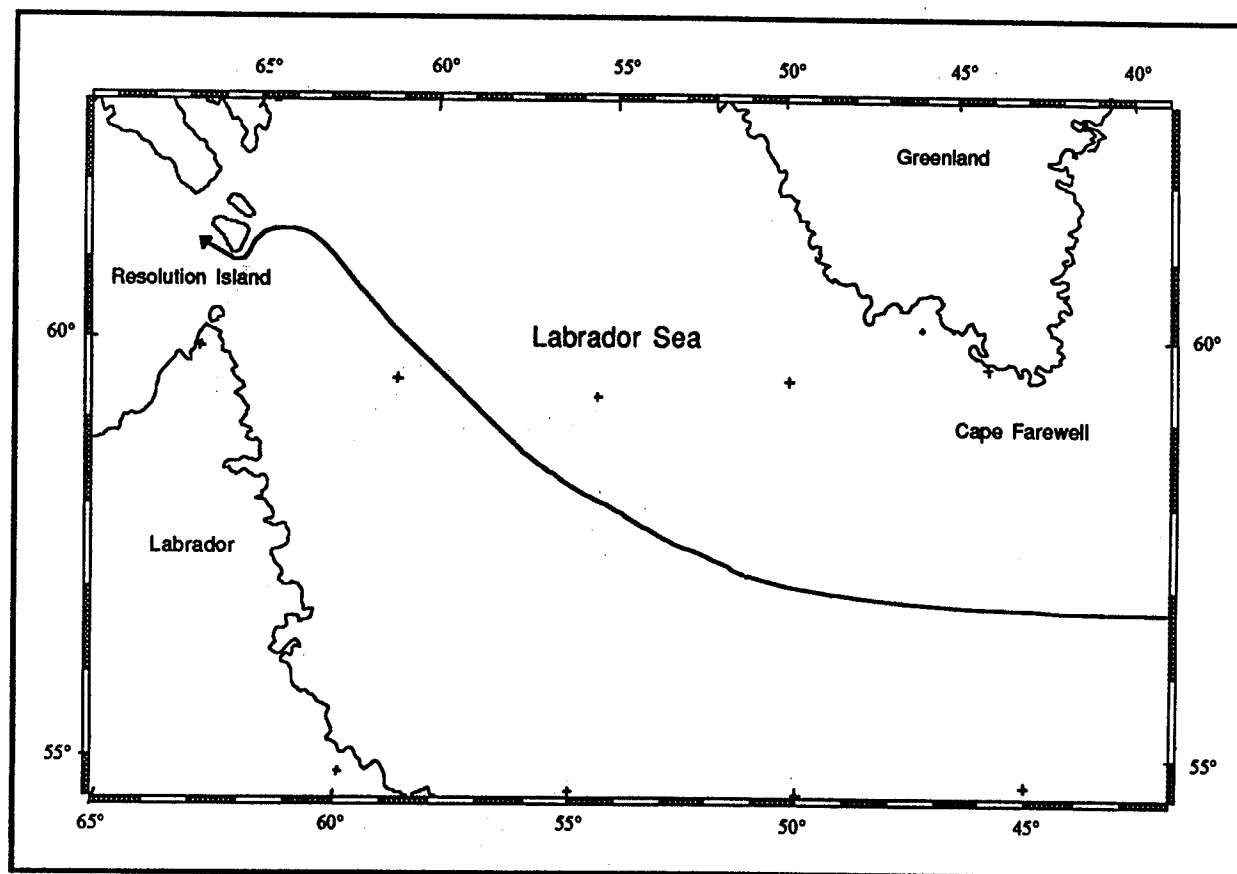 65° 60° 55° 50° 45° 40°
Greenland
Resolution Island
60° Labrador Sea 60°
Cape Farewell
Labrador
55° 55°
65° 60° 55° 50° 45°